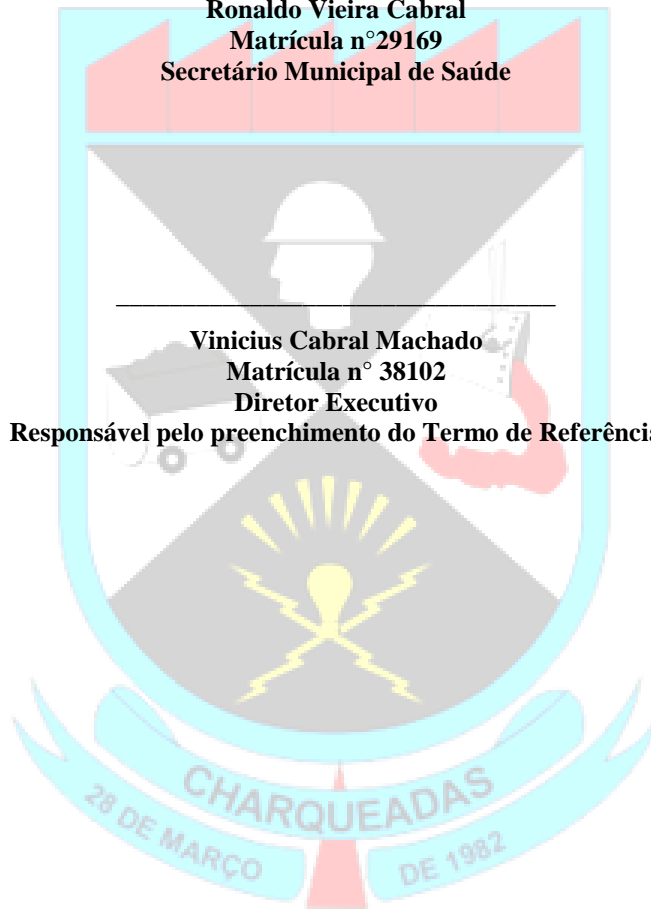 Ronaldo Vieira Cabral
Matrícula n°29169
Secretário Municipal de Saúde
Vinicius Cabral Machado
Matrícula n° 38102
Diretor Executivo
Responsável pelo preenchimento do Termo de Referência
CHARQUEADAS
28 DE MARÇO DE 1982